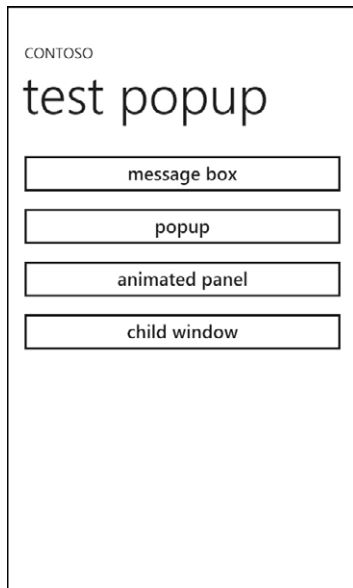 CONTOSO
test popup
message box
popup
animated panel
child window